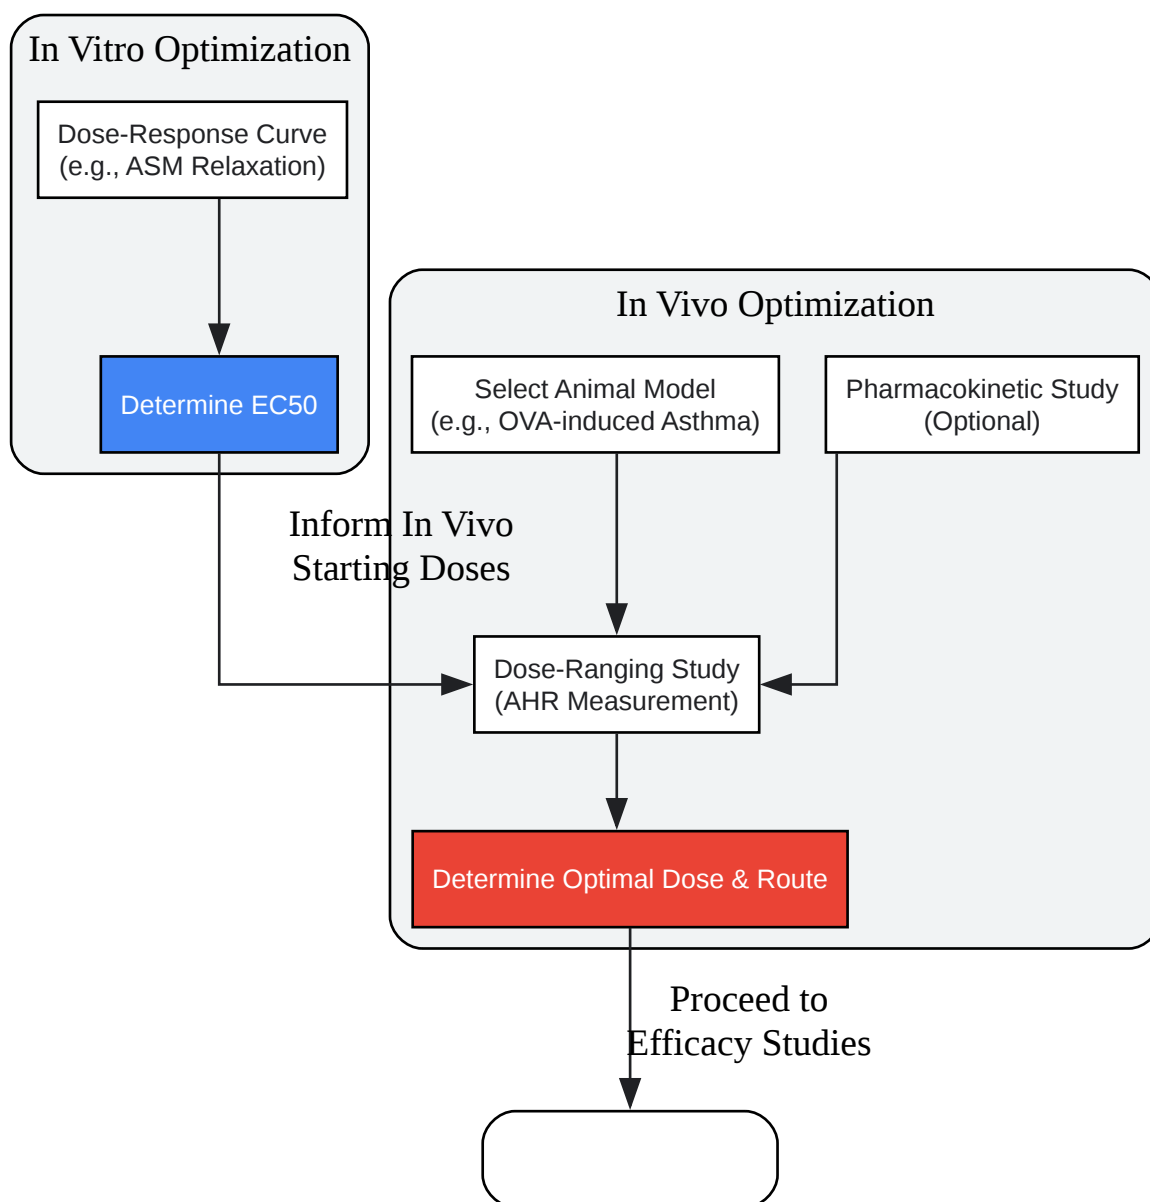 In Vitro Optimization
Dose-Response Curve
(e.g., ASM Relaxation)
Determine EC50
In Vivo Optimization
Select Animal Model
(e.g., OVA-induced Asthma)
Pharmacokinetic Study
(Optional)
Inform In Vivo
Starting Doses
Dose-Ranging Study
(AHR Measurement)
Determine Optimal Dose & Route
Proceed to
Efficacy Studies